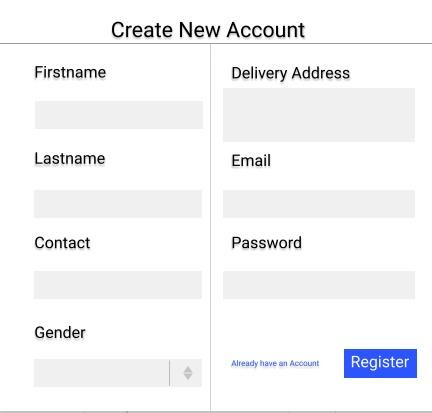 Create New Account
Firstname
Delivery Address
Lastname
Email
Contact
Password
Gender
Already have an Account
Register